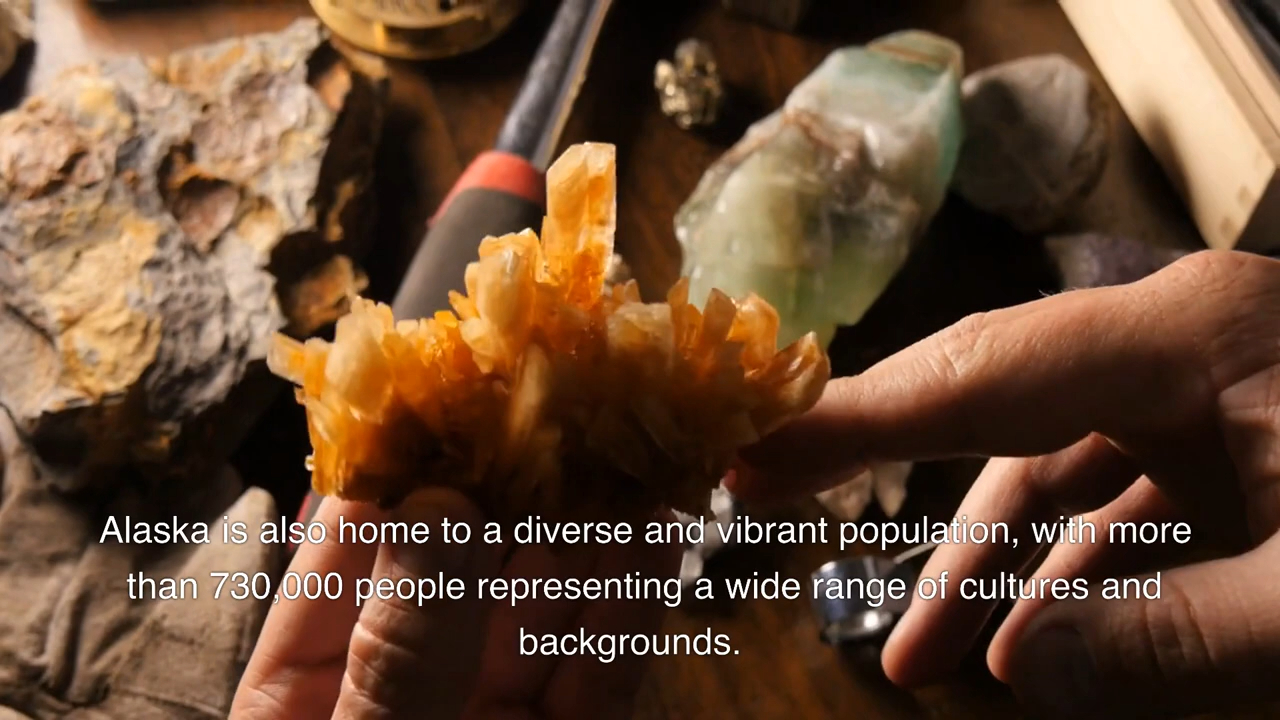 Alaska is also home to a diverse and vibrant population, with more
than 730,000 people representing a wide range of cultures and
backgrounds.